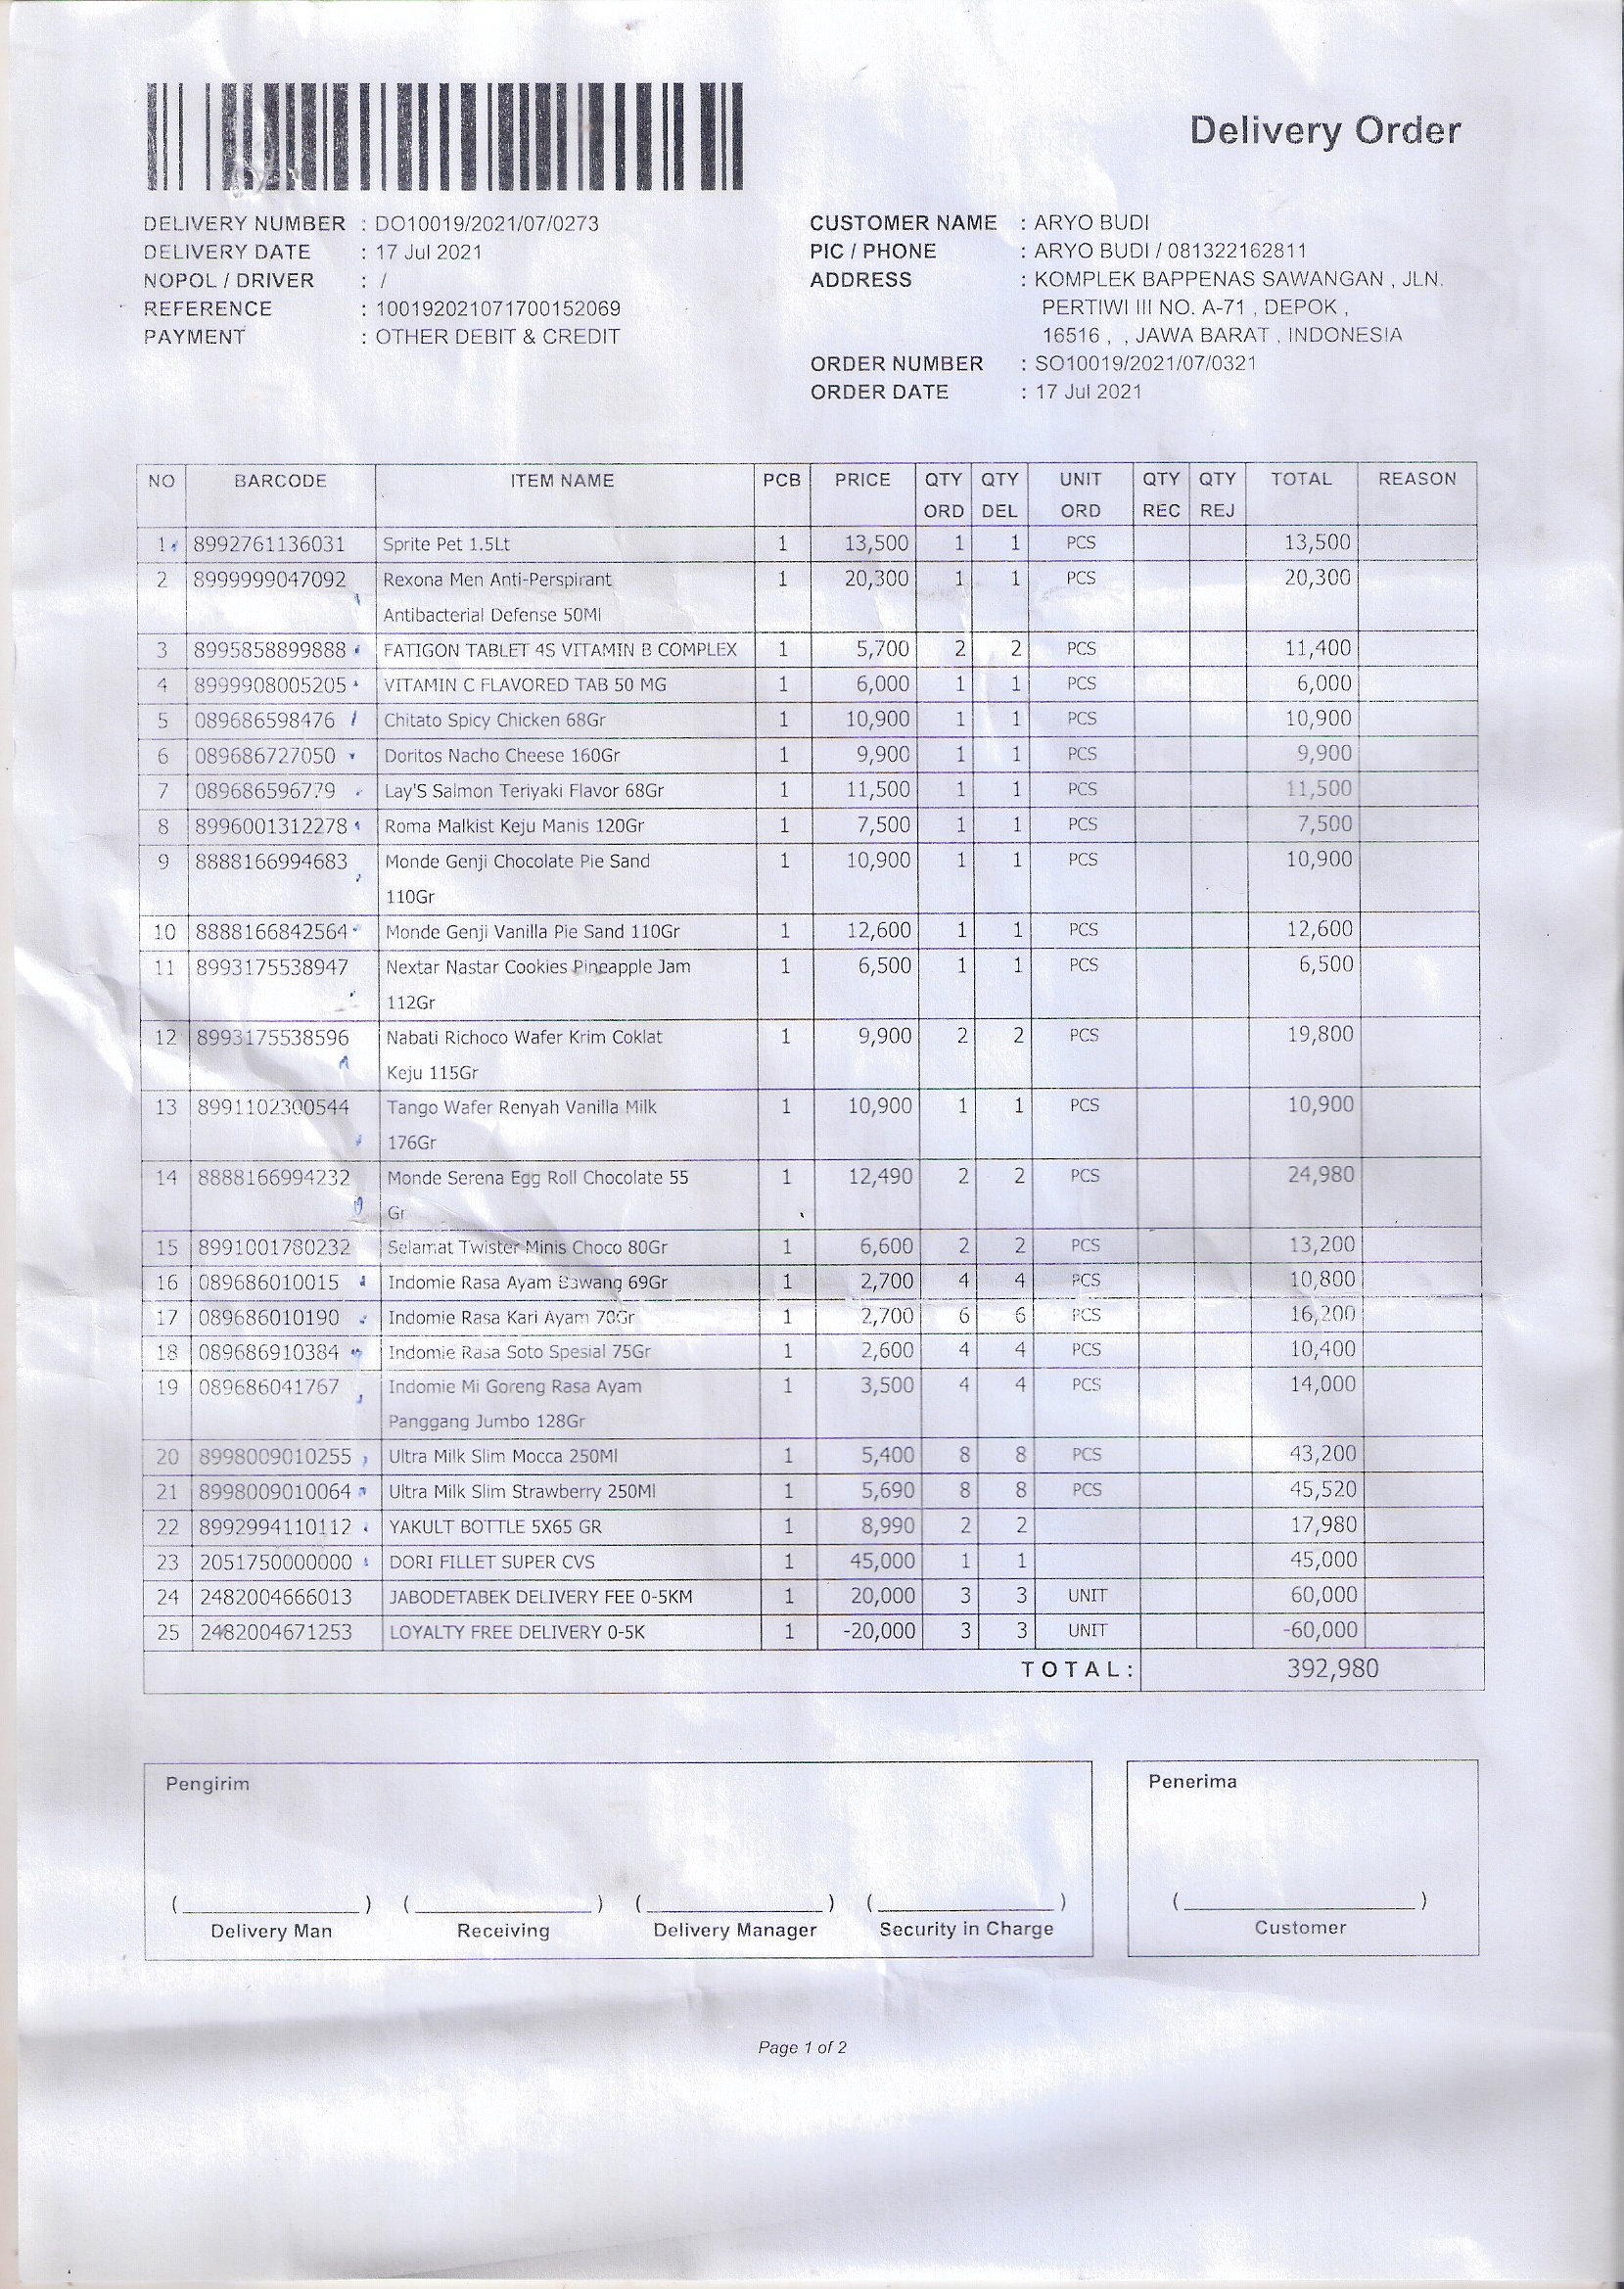 Delivery Order
DELIVERY NUMBER : DO10019/2021/07/0273
DELIVERY DATE : 17 Jul 2021
NOPOL / DRIVER : /
REFERENCE : 100192021071700152069
PAYMENT : OTHER DEBIT & CREDIT
CUSTOMER NAME : ARYO BUDI
PIC / PHONE : ARYO BUDI / 081322162811
ADDRESS : KOMPLEK BAPPENAS SAWANGAN , JLN.
PERTIWI III NO. A-71 , DEPOK ,
16516 , , JAWA BARAT , INDONESIA
ORDER NUMBER : SO10019/2021/07/0321
ORDER DATE : 17 Jul 2021
NO BARCODE ITEM NAME PCB PRICE QTY QTY UNIT QTY QTY TOTAL REASON
ORD DEL ORD REC REJ
1 8992761136031 Sprite Pet 1.5Lt 1 13,500 1 1 PCS 13,500
2 8999999047092 Rexona Men Anti-Perspirant 1 20,300 1 1 PCS 20,300
Antibacterial Defense 50Ml
3 8995858899888 FATIGON TABLET 4S VITAMIN B COMPLEX 1 5,700 2 2 PCS 11,400
4 8999908005205 VITAMIN C FLAVORED TAB 50 MG 1 6,000 1 1 PCS 6,000
5 089686598476 Chitato Spicy Chicken 68Gr 1 10,900 1 1 PCS 10,900
6 089686727050 Doritos Nacho Cheese 160Gr 1 9,900 1 1 PCS 9,900
7 089686596779 Lay'S Salmon Teriyaki Flavor 68Gr 1 11,500 1 1 PCS 11,500
8 8996001312278 Roma Malkist Keju Manis 120Gr 1 7,500 1 1 PCS 7,500
9 8888166994683 Monde Genji Chocolate Pie Sand 1 10,900 1 1 PCS 10,900
110Gr
10 8888166842564 Monde Genji Vanilla Pie Sand 110Gr 1 12,600 1 1 PCS 12,600
11 8993175538947 Nextar Nastar Cookies Pineapple Jam 1 6,500 1 1 PCS 6,500
112Gr
12 8993175538596 Nabati Richoco Wafer Krim Coklat 1 9,900 2 2 PCS 19,800
Keju 115Gr
13 8991102300544 Tango Wafer Renyah Vanilla Milk 1 10,900 1 1 PCS 10,900
176Gr
14 8888166994232 Monde Serena Egg Roll Chocolate 55 1 12,490 2 2 PCS 24,980
Gr
15 8991001780232 Selamat Twister Minis Choco 80Gr 1 6,600 2 2 PCS 13,200
16 089686010015 Indomie Rasa Ayam Bawang 69Gr 1 2,700 4 4 PCS 10,800
17 089686010190 Indomie Rasa Kari Ayam 70Gr 1 2,700 6 6 PCS 16,200
18 089686910384 Indomie Rasa Soto Spesial 75Gr 1 2,600 4 4 PCS 10,400
19 089686041767 Indomie Mi Goreng Rasa Ayam 1 3,500 4 4 PCS 14,000
Panggang Jumbo 128Gr
20 8998009010255 Ultra Milk Slim Mocca 250Ml 1 5,400 8 8 PCS 43,200
21 8998009010064 Ultra Milk Slim Strawberry 250Ml 1 5,690 8 8 PCS 45,520
22 8992994110112 YAKULT BOTTLE 5X65 GR 1 8,990 2 2 17,980
23 2051750000000 DORI FILLET SUPER CVS 1 45,000 1 1 45,000
24 2482004666013 JABODETABEK DELIVERY FEE 0-5KM 1 20,000 3 3 UNIT 60,000
25 2482004671253 LOYALTY FREE DELIVERY 0-5K 1 -20,000 3 3 UNIT -60,000
TOTAL: 392,980
Pengirim
(____________) (____________) (____________) (____________)
Delivery Man Receiving Delivery Manager Security in Charge
Penerima
(____________)
Customer
Page 1 of 2